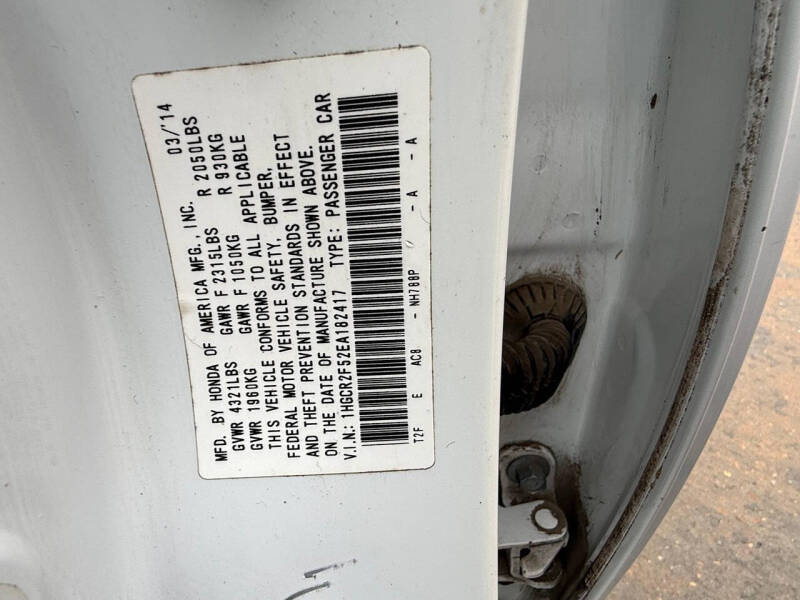 MFD. BY HONDA OF AMERICA MFG., INC. 03/'14
GVWR 4321LBS GAWR F 2315LBS R 2050LBS
GVWR 1960KG GAWR F 1050KG R 930KG
THIS VEHICLE CONFORMS TO ALL APPLICABLE
FEDERAL MOTOR VEHICLE SAFETY, BUMPER,
AND THEFT PREVENTION STANDARDS IN EFFECT
ON THE DATE OF MANUFACTURE SHOWN ABOVE.
V.I.N.: 1HGCR2F52EA182417 TYPE: PASSENGER CAR
T2F E AC8 - NH788P -A -A